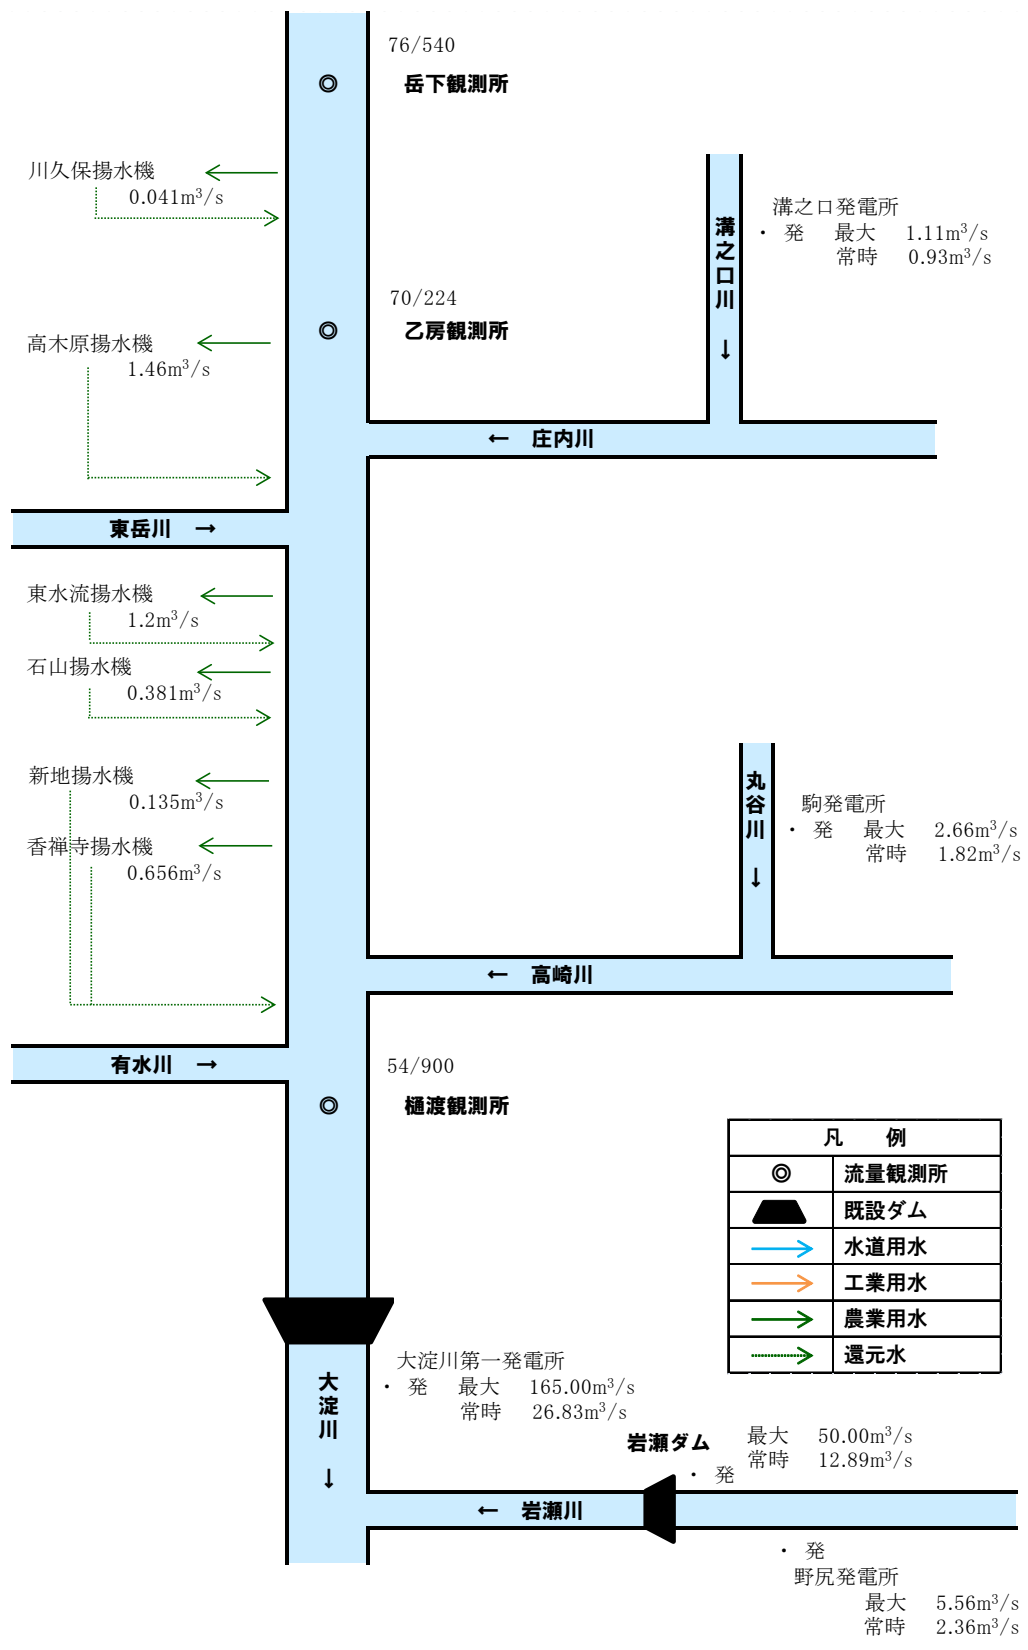 76/540
◎ 岳下観測所
川久保揚水機
0.041m³/s
溝之口川
↓
溝之口発電所
・ 発 最大 1.11m³/s
常時 0.93m³/s
70/224
◎ 乙房観測所
高木原揚水機
1.46m³/s
← 庄内川
東岳川 →
東水流揚水機
1.2m³/s
石山揚水機
0.381m³/s
新地揚水機
0.135m³/s
丸谷川
↓
駒発電所
・ 発 最大 2.66m³/s
常時 1.82m³/s
香禅寺揚水機
0.656m³/s
← 高崎川
有水川 →
54/900
◎ 樋渡観測所
凡 例
◎ 流量観測所
既設ダム
水道用水
工業用水
農業用水
還元水
大淀川
↓
大淀川第一発電所
・ 発 最大 165.00m³/s
常時 26.83m³/s
岩瀬ダム
最大 50.00m³/s
常時 12.89m³/s
・ 発
← 岩瀬川
・ 発
野尻発電所
最大 5.56m³/s
常時 2.36m³/s